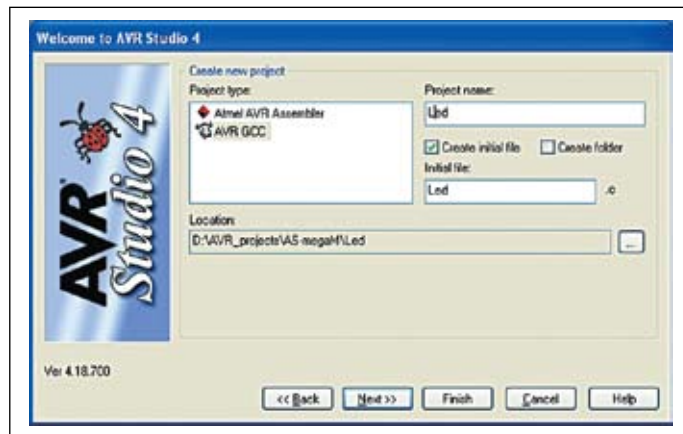 Welcome to AVR Studio 4
AVR Studio 4
Create new project
Project type:
Atmel AVR Assembler
AVR GCC
Project name:
Led
Create initial file
Create folder
Initial file:
Led
.c
Location:
D:\AVR_projects\AS-megaM\Led
...
Ver 4.18.700
<< Back
Next >>
Finish
Cancel
Help